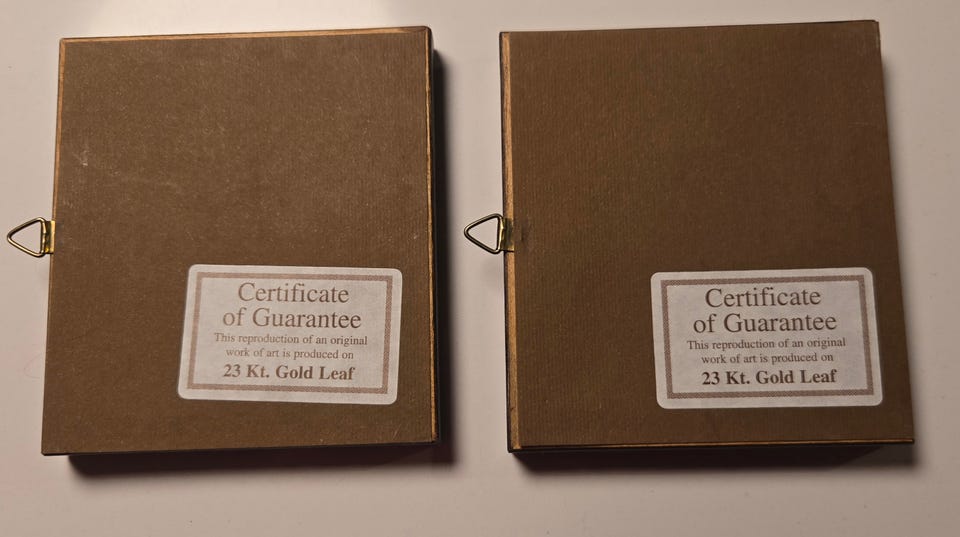 Certificate
of Guarantee
This reproduction of an original
work of art is produced on
23 Kt. Gold Leaf
Certificate
of Guarantee
This reproduction of an original
work of art is produced on
23 Kt. Gold Leaf